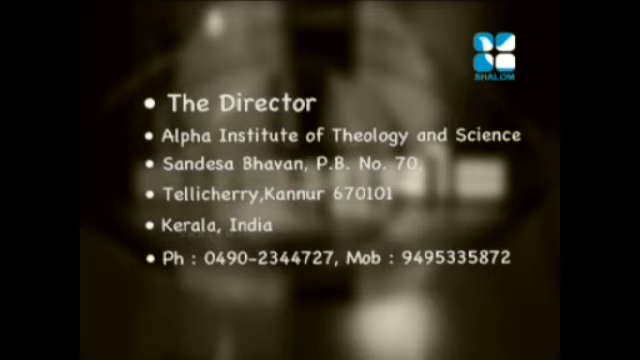 SHALOM
• The Director
• Alpha Institute of Theology and Science
• Sandesa Bhavan, P.B. No. 70,
• Tellicherry,Kannur 670101
• Kerala, India
• Ph : 0490-2344727, Mob : 9495335872